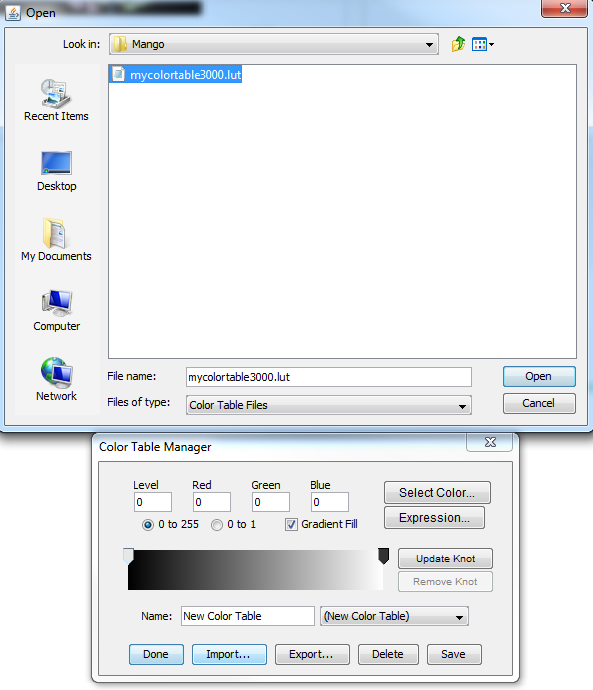 Open
Look in: Mango
mycolortable3000.lut
Recent Items
Desktop
My Documents
Computer
Network
File name: mycolortable3000.lut Open
Files of type: Color Table Files Cancel
Color Table Manager
Level Red Green Blue
0 0 0 0 Select Color...
0 to 255 0 to 1 Gradient Fill Expression...
Update Knot
Remove Knot
Name: New Color Table (New Color Table)
Done Import... Export... Delete Save